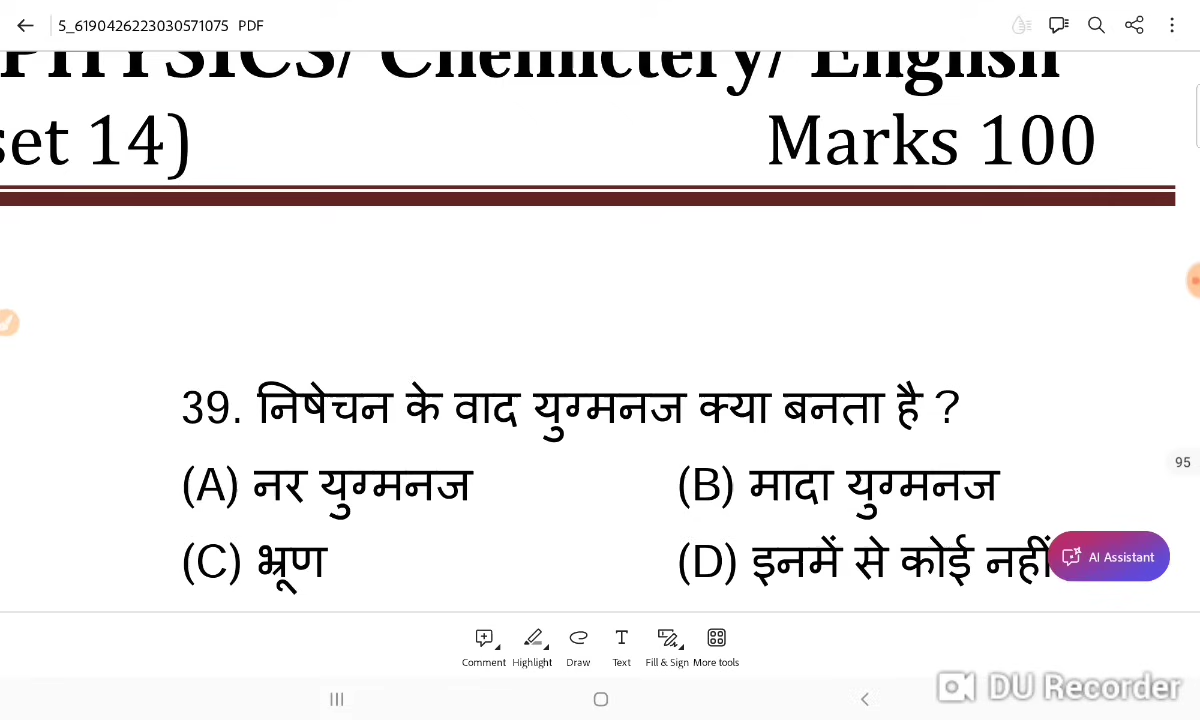 5_6190426223030571075 PDF
PHYSICS/ Chemictery/ English
set 14) Marks 100
39. निषेचन के वाद युग्मनज क्या बनता है ?
(A) नर युग्मनज (B) मादा युग्मनज
(C) भ्रूण (D) इनमें से कोई नहीं
95
AI Assistant
Comment Highlight Draw Text Fill & Sign More tools
DU Recorder